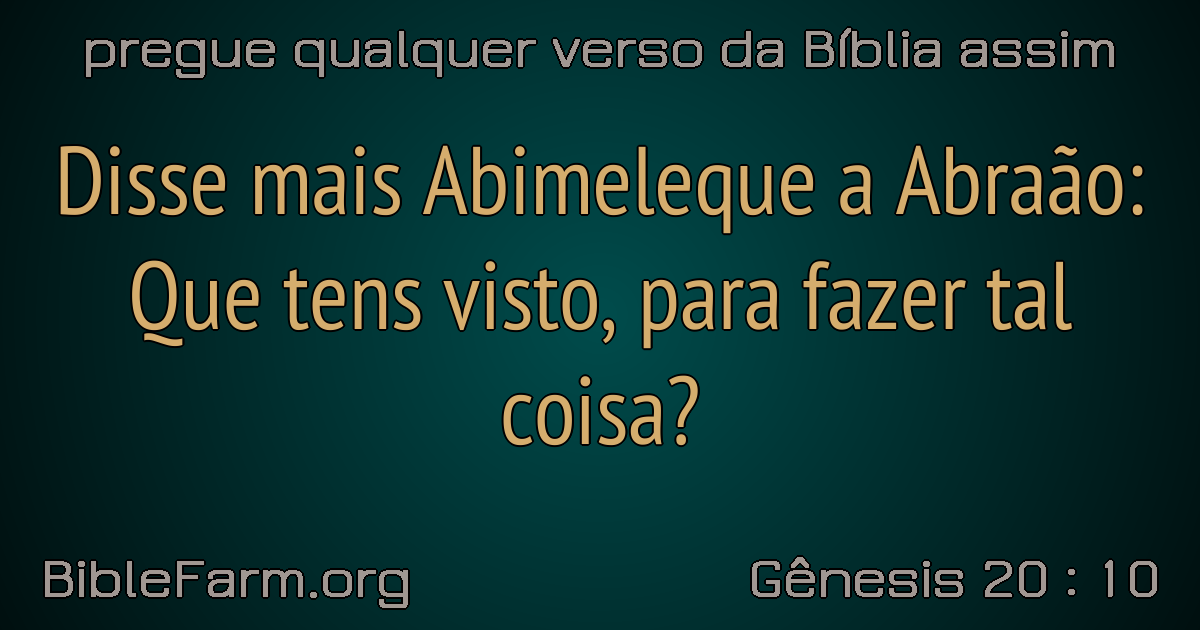 pregue qualquer verso da Bíblia assim
Disse mais Abimeleque a Abraão:
Que tens visto, para fazer tal
coisa?
BibleFarm.org
Gênesis 20 : 10